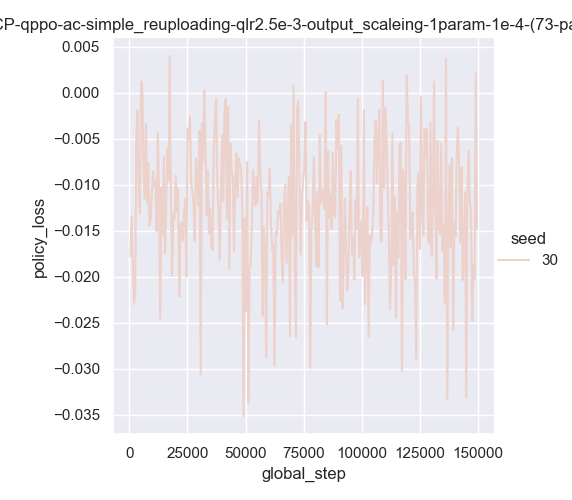 CP-qppo-ac-simple_reuploading-qlr2.5e-3-output_scaleing-1param-1e-4-(73-pa
0.005
0.000
−0.005
−0.010
−0.015
−0.020
−0.025
−0.030
−0.035
policy_loss
0 25000 50000 75000 100000 125000 150000
global_step
seed
30